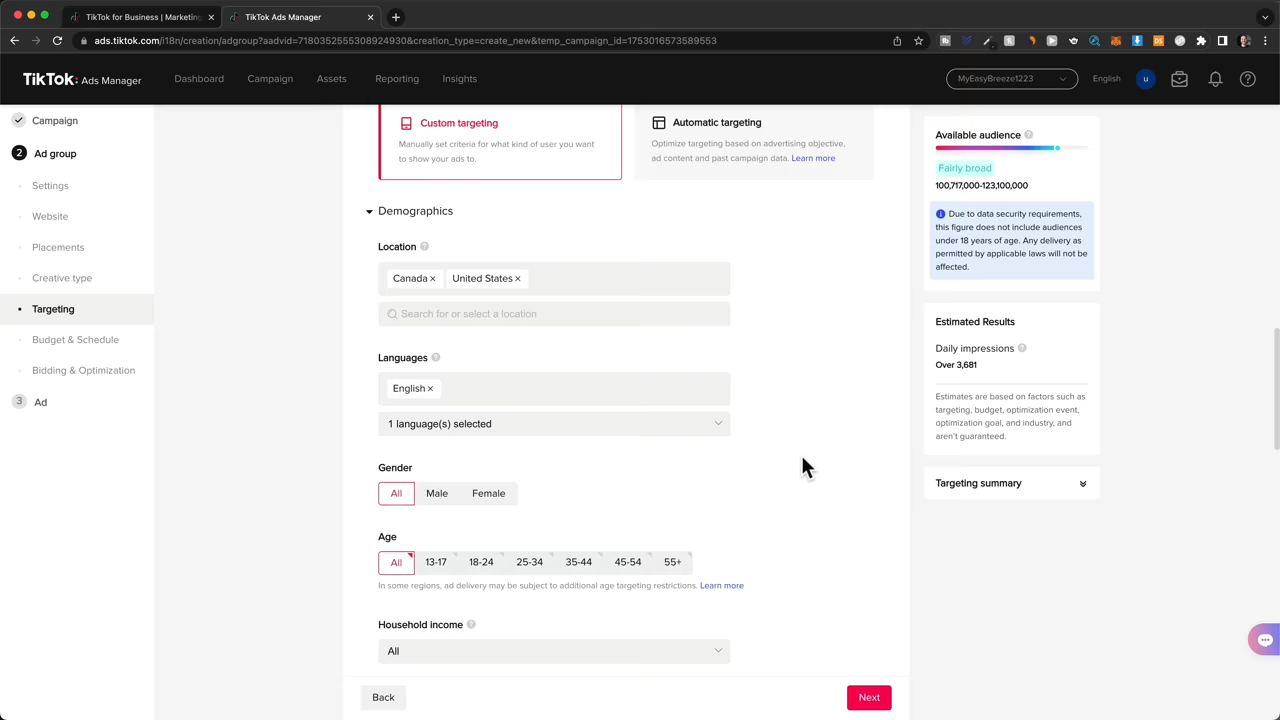 TikTok for Business | Marketing
TikTok Ads Manager
ads.tiktok.com/i18n/creation/adgroup?aadvid=7180352555308924930&creation_type=create_new&temp_campaign_id=1753016573589553
TikTok: Ads Manager
Dashboard
Campaign
Assets
Reporting
Insights
MyEasyBreeze1223
English
u
Campaign
2 Ad group
Settings
Website
Placements
Creative type
Targeting
Budget & Schedule
Bidding & Optimization
3 Ad
Custom targeting
Manually set criteria for what kind of user you want
to show your ads to.
Automatic targeting
Optimize targeting based on advertising objective,
ad content and past campaign data. Learn more
Demographics
Location
Canada × United States ×
Search for or select a location
Languages
English ×
1 language(s) selected
Gender
All Male Female
Age
All 13-17 18-24 25-34 35-44 45-54 55+
In some regions, ad delivery may be subject to additional age targeting restrictions. Learn more
Household income
All
Back
Next
Available audience
Fairly broad
100,717,000-123,100,000
Due to data security requirements,
this figure does not include audiences
under 18 years of age. Any delivery as
permitted by applicable laws will not be
affected.
Estimated Results
Daily impressions
Over 3,681
Estimates are based on factors such as
targeting, budget, optimization event,
optimization goal, and industry, and
aren't guaranteed.
Targeting summary